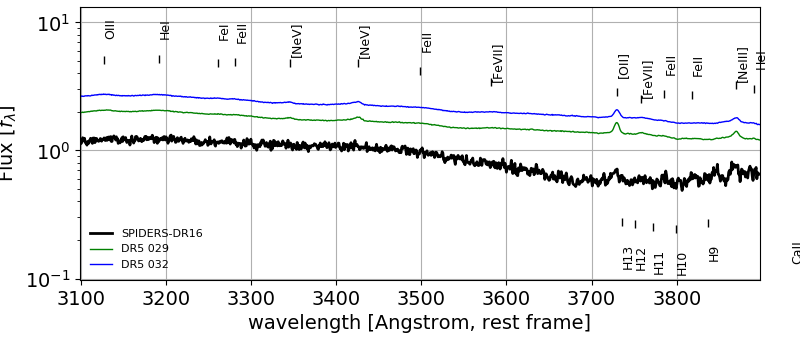 Flux [fλ]
10¹
10⁰
10⁻¹
OIII
HeI
FeI
FeII
[NeV]
[NeV]
FeII
[FeVII]
[OII]
[FeVII]
FeII
FeII
[NeIII]
HeI
SPIDERS-DR16
DR5 029
DR5 032
H13
H12
H11
H10
H9
CaII
3100
3200
3300
3400
3500
3600
3700
3800
wavelength [Angstrom, rest frame]